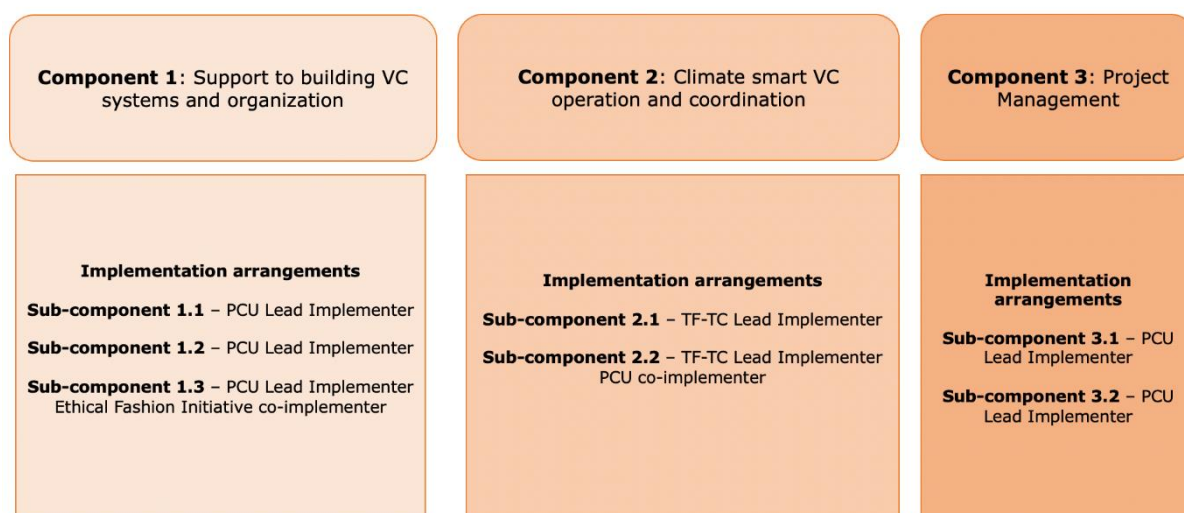 Component 1: Support to building VC
systems and organization
Component 2: Climate smart VC
operation and coordination
Component 3: Project
Management
Implementation arrangements
Sub-component 1.1 – PCU Lead Implementer
Sub-component 1.2 – PCU Lead Implementer
Sub-component 1.3 – PCU Lead Implementer
Ethical Fashion Initiative co-implementer
Implementation arrangements
Sub-component 2.1 – TF-TC Lead Implementer
Sub-component 2.2 – TF-TC Lead Implementer
PCU co-implementer
Implementation
arrangements
Sub-component 3.1 – PCU
Lead Implementer
Sub-component 3.2 – PCU
Lead Implementer